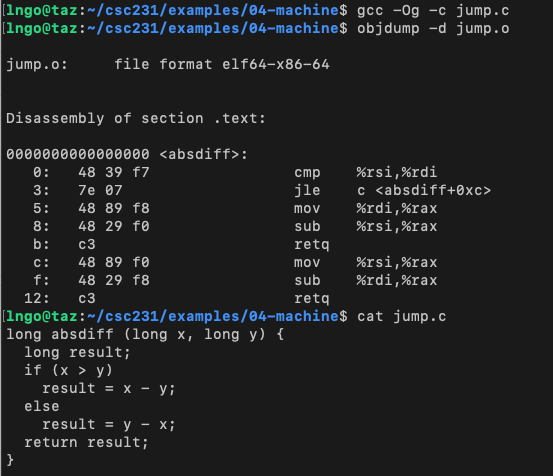 [lngo@taz:~/csc231/examples/04-machine$ gcc -Og -c jump.c
[lngo@taz:~/csc231/examples/04-machine$ objdump -d jump.o
jump.o:     file format elf64-x86-64
Disassembly of section .text:
0000000000000000 <absdiff>:
   0:   48 39 f7                cmp    %rsi,%rdi
   3:   7e 07                   jle    c <absdiff+0xc>
   5:   48 89 f8                mov    %rdi,%rax
   8:   48 29 f0                sub    %rsi,%rax
   b:   c3                      retq
   c:   48 89 f0                mov    %rsi,%rax
   f:   48 29 f8                sub    %rdi,%rax
  12:   c3                      retq
[lngo@taz:~/csc231/examples/04-machine$ cat jump.c
long absdiff (long x, long y) {
  long result;
  if (x > y)
    result = x - y;
  else
    result = y - x;
  return result;
}